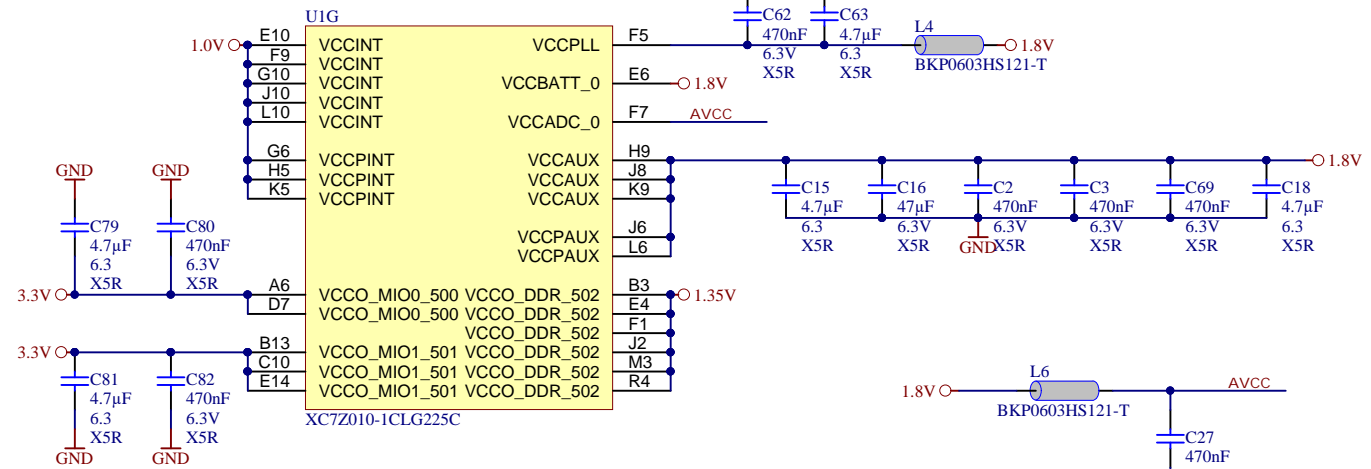 U1G
1.0V
E10
F9
G10
J10
L10
G6
H5
K5
A6
D7
B13
C10
E14
VCCINT
VCCINT
VCCINT
VCCINT
VCCINT
VCCPINT
VCCPINT
VCCPINT
VCCO_MIO0_500
VCCO_MIO0_500
VCCO_MIO1_501
VCCO_MIO1_501
VCCO_MIO1_501
VCCPLL
VCCBATT_0
VCCADC_0
VCCAUX
VCCAUX
VCCAUX
VCCPAUX
VCCPAUX
VCCO_DDR_502
VCCO_DDR_502
VCCO_DDR_502
VCCO_DDR_502
VCCO_DDR_502
VCCO_DDR_502
F5
E6
F7
H9
J8
K9
J6
L6
B3
E4
F1
J2
M3
R4
XC7Z010-1CLG225C
C62
470nF
6.3V
X5R
C63
4.7µF
6.3
X5R
L4
BKP0603HS121-T
1.8V
1.8V
AVCC
1.8V
C15
4.7µF
6.3
X5R
C16
47µF
6.3V
X5R
C2
470nF
6.3V
X5R
GND
C3
470nF
6.3V
X5R
C69
470nF
6.3V
X5R
C18
4.7µF
6.3
X5R
1.35V
GND
C79
4.7µF
6.3
X5R
GND
C80
470nF
6.3V
X5R
3.3V
3.3V
C81
4.7µF
6.3
X5R
GND
C82
470nF
6.3V
X5R
GND
1.8V
L6
BKP0603HS121-T
AVCC
C27
470nF